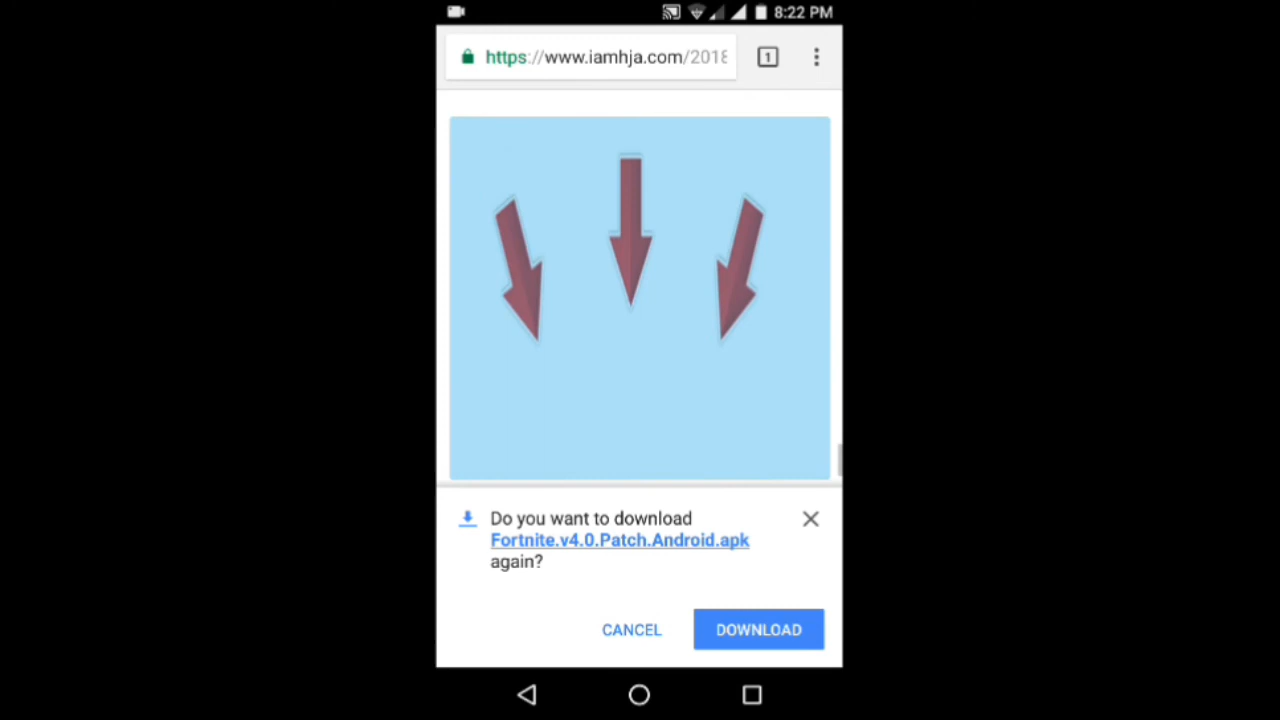 8:22 PM
https://www.iamhja.com/2018
1
Do you want to download
Fortnite.v4.0.Patch.Android.apk
again?
CANCEL
DOWNLOAD